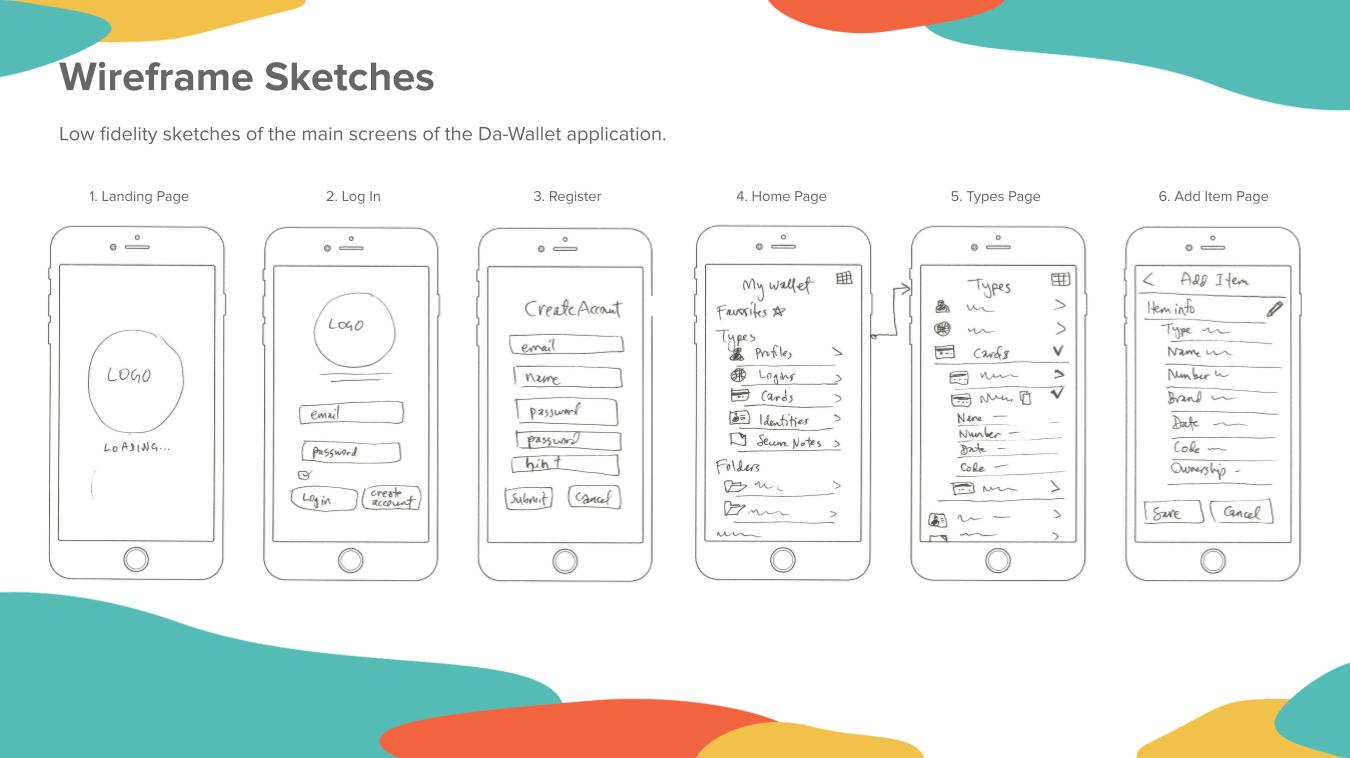 Wireframe Sketches
Low fidelity sketches of the main screens of the Da-Wallet application.
1. Landing Page
LOGO
LOADING...
2. Log In
LOGO
email
password
Login
create account
3. Register
Create Account
email
name
password
password
hint
Submit
Cancel
4. Home Page
My wallet
Favorites
Types
Profiles
Logins
Cards
Identities
Secure Notes
Folders
5. Types Page
Types
Cards
Name
Number
Date
Code
6. Add Item Page
Add Item
Item info
Type
Name
Number
Brand
Date
Code
Ownership
Save
Cancel